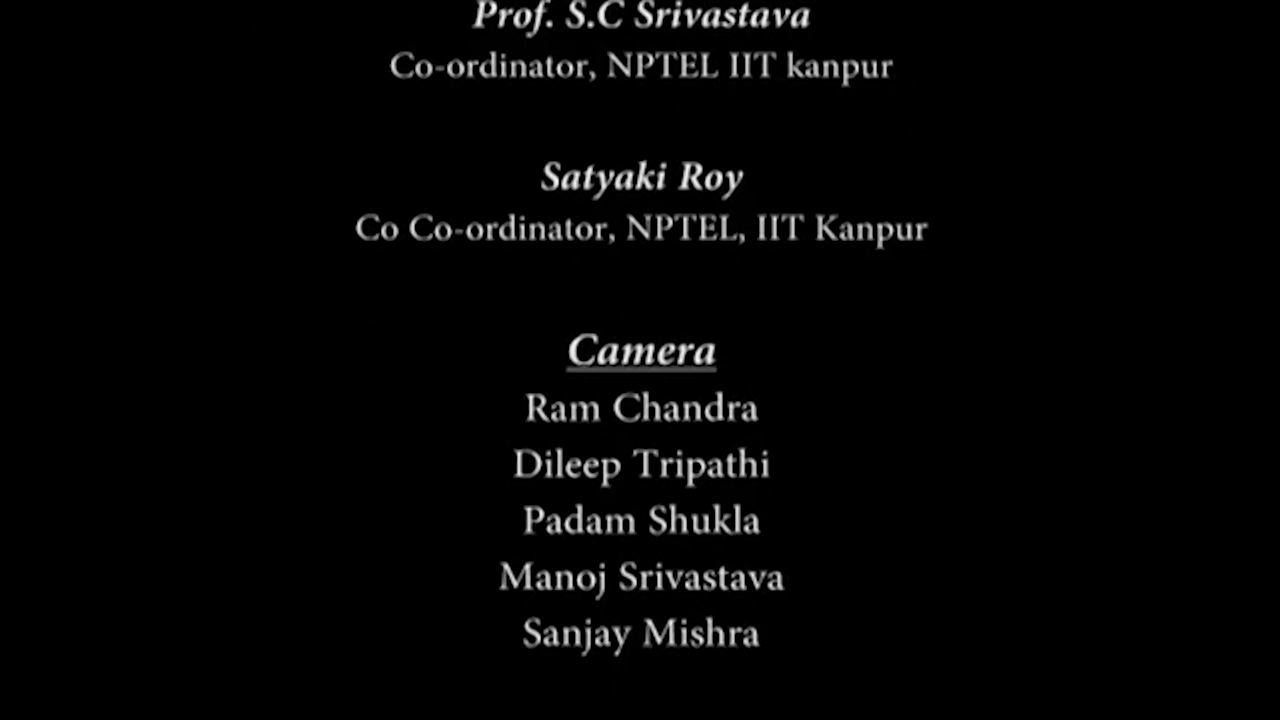 Prof. S.C Srivastava
Co-ordinator, NPTEL IIT kanpur
Satyaki Roy
Co Co-ordinator, NPTEL, IIT Kanpur
Camera
Ram Chandra
Dileep Tripathi
Padam Shukla
Manoj Srivastava
Sanjay Mishra